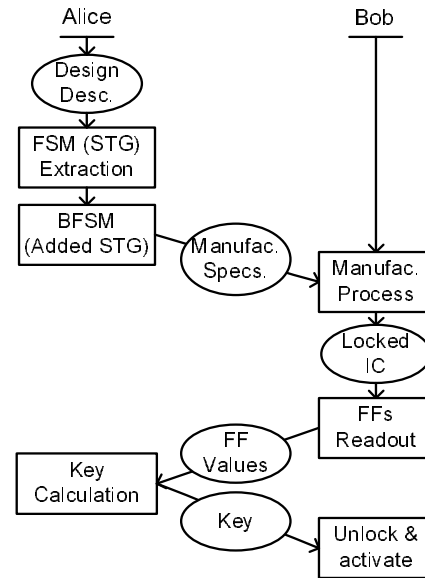 Alice
Bob
Design
Desc.
FSM (STG)
Extraction
BFSM
(Added STG)
Manufac.
Specs.
Manufac.
Process
Locked
IC
FFs
Readout
FF
Values
Key
Calculation
Key
Unlock &
activate